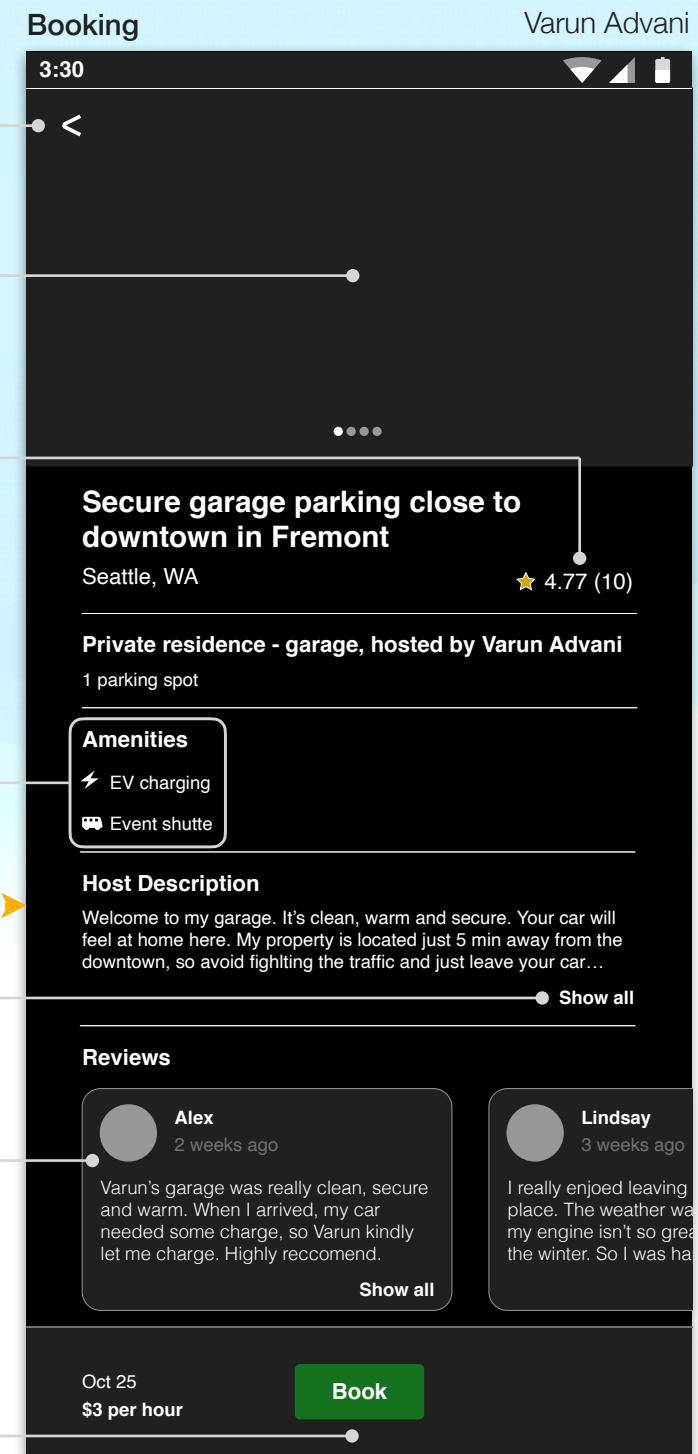 Booking
Varun Advani
3:30
<
Secure garage parking close to
downtown in Fremont
Seattle, WA
4.77 (10)
Private residence - garage, hosted by Varun Advani
1 parking spot
Amenities
EV charging
Event shutte
Host Description
Welcome to my garage. It’s clean, warm and secure. Your car will
feel at home here. My property is located just 5 min away from the
downtown, so avoid fighlting the traffic and just leave your car…
Show all
Reviews
Alex
2 weeks ago
Varun’s garage was really clean, secure
and warm. When I arrived, my car
needed some charge, so Varun kindly
let me charge. Highly reccomend.
Show all
Lindsay
3 weeks ago
I really enjoed leaving
place. The weather wa
my engine isn’t so grea
the winter. So I was ha
Oct 25
$3 per hour
Book